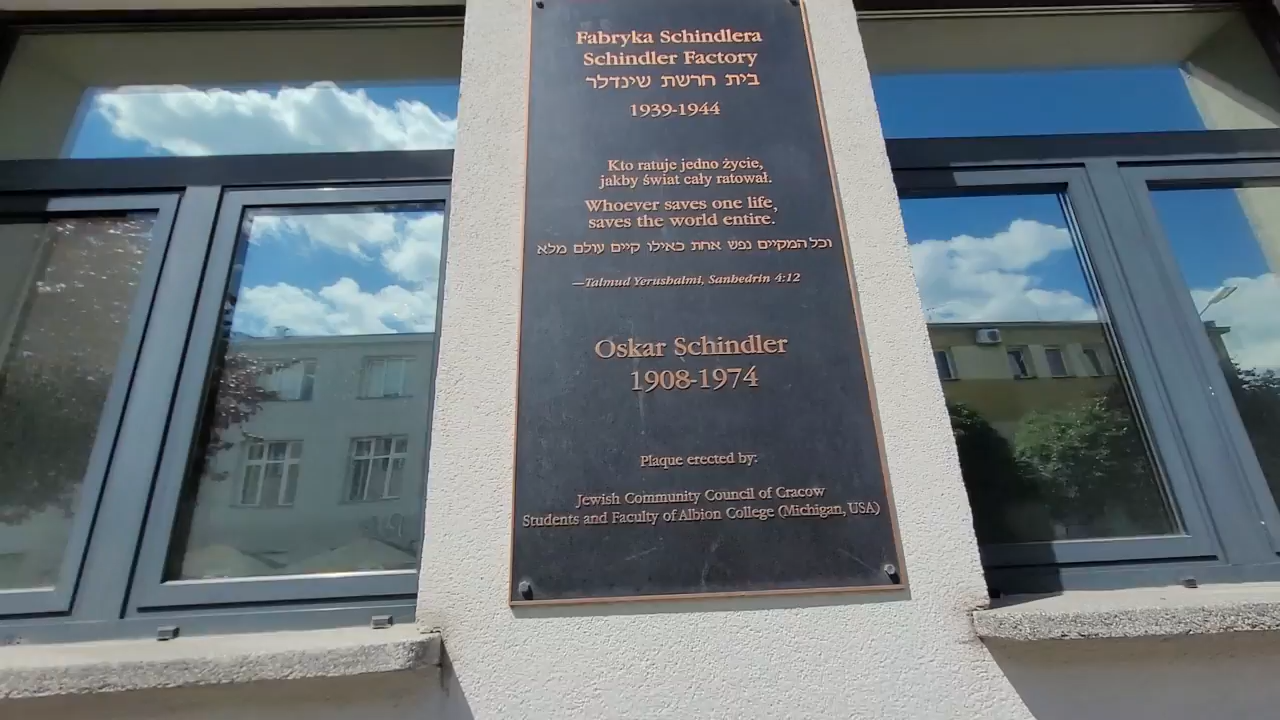 Fabryka Schindlera
Schindler Factory
בית חרשת שינדלר
1939-1944
Kto ratuje jedno życie,
jakby świat cały ratował.
Whoever saves one life,
saves the world entire.
וכל המקיים נפש אחת כאילו קיים עולם מלא
—Talmud Yerushalmi, Sanhedrin 4:12
Oskar Schindler
1908-1974
Plaque erected by:
Jewish Community Council of Cracow
Students and Faculty of Albion College (Michigan, USA)